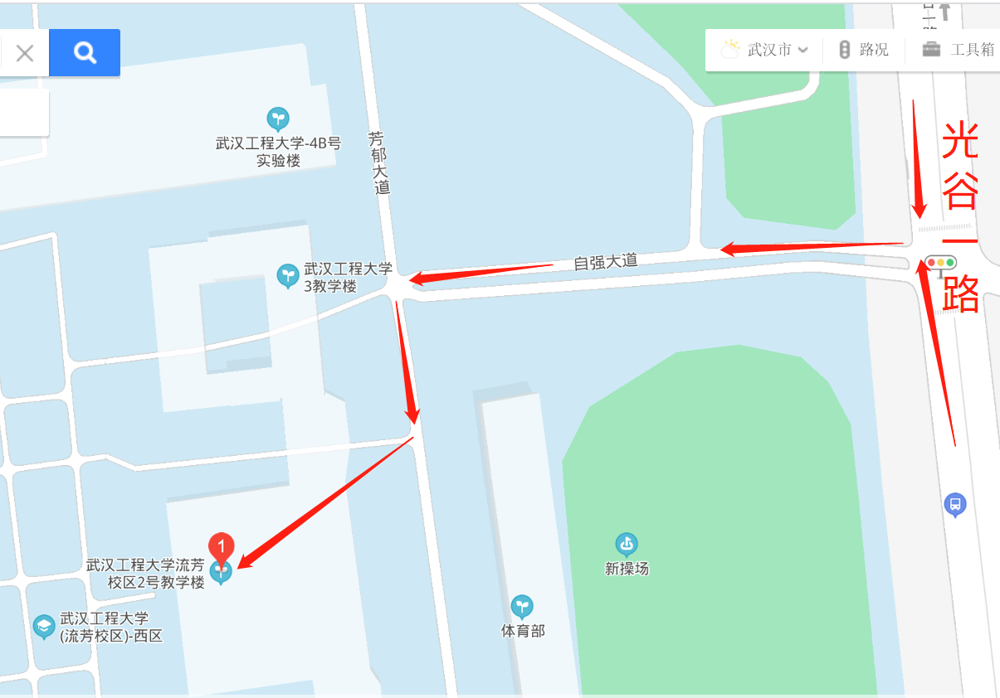 武汉市
路况
工具箱
武汉工程大学-4B号
实验楼
芳郁大道
光谷一路
武汉工程大学
3教学楼
自强大道
1
武汉工程大学流芳
校区2号教学楼
新操场
武汉工程大学
(流芳校区)-西区
体育部